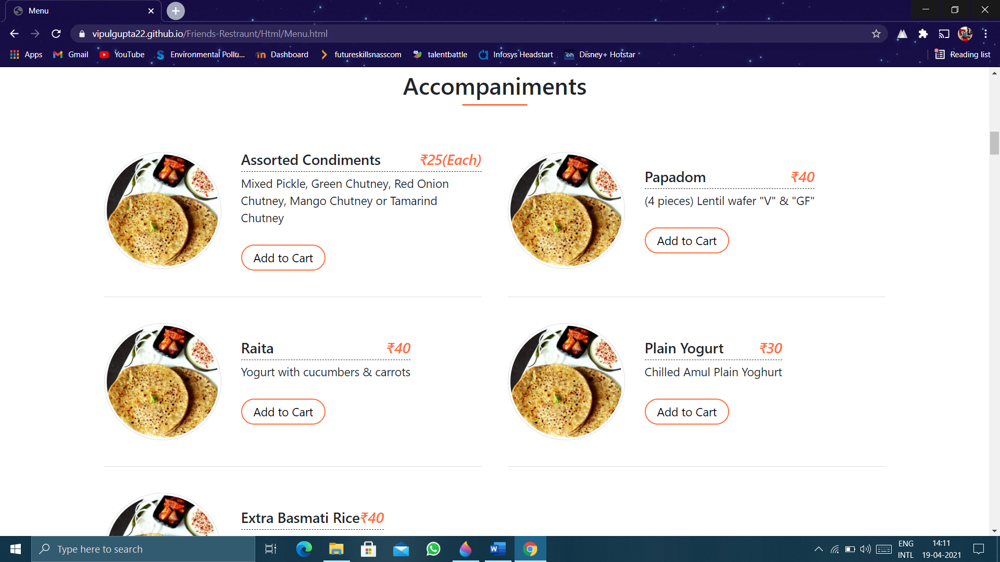 Menu
vipulgupta22.github.io/Friends-Restraunt/Html/Menu.html
Apps
Gmail
YouTube
Environmental Pollu...
Dashboard
futureskillsnasscom
talentbattle
Infosys Headstart
Disney+ Hotstar
Reading list
Accompaniments
Assorted Condiments ₹25(Each)
Mixed Pickle, Green Chutney, Red Onion
Chutney, Mango Chutney or Tamarind
Chutney
Add to Cart
Papadom ₹40
(4 pieces) Lentil wafer "V" & "GF"
Add to Cart
Raita ₹40
Yogurt with cucumbers & carrots
Add to Cart
Plain Yogurt ₹30
Chilled Amul Plain Yoghurt
Add to Cart
Extra Basmati Rice₹40
Type here to search
ENG
INTL
14:11
19-04-2021